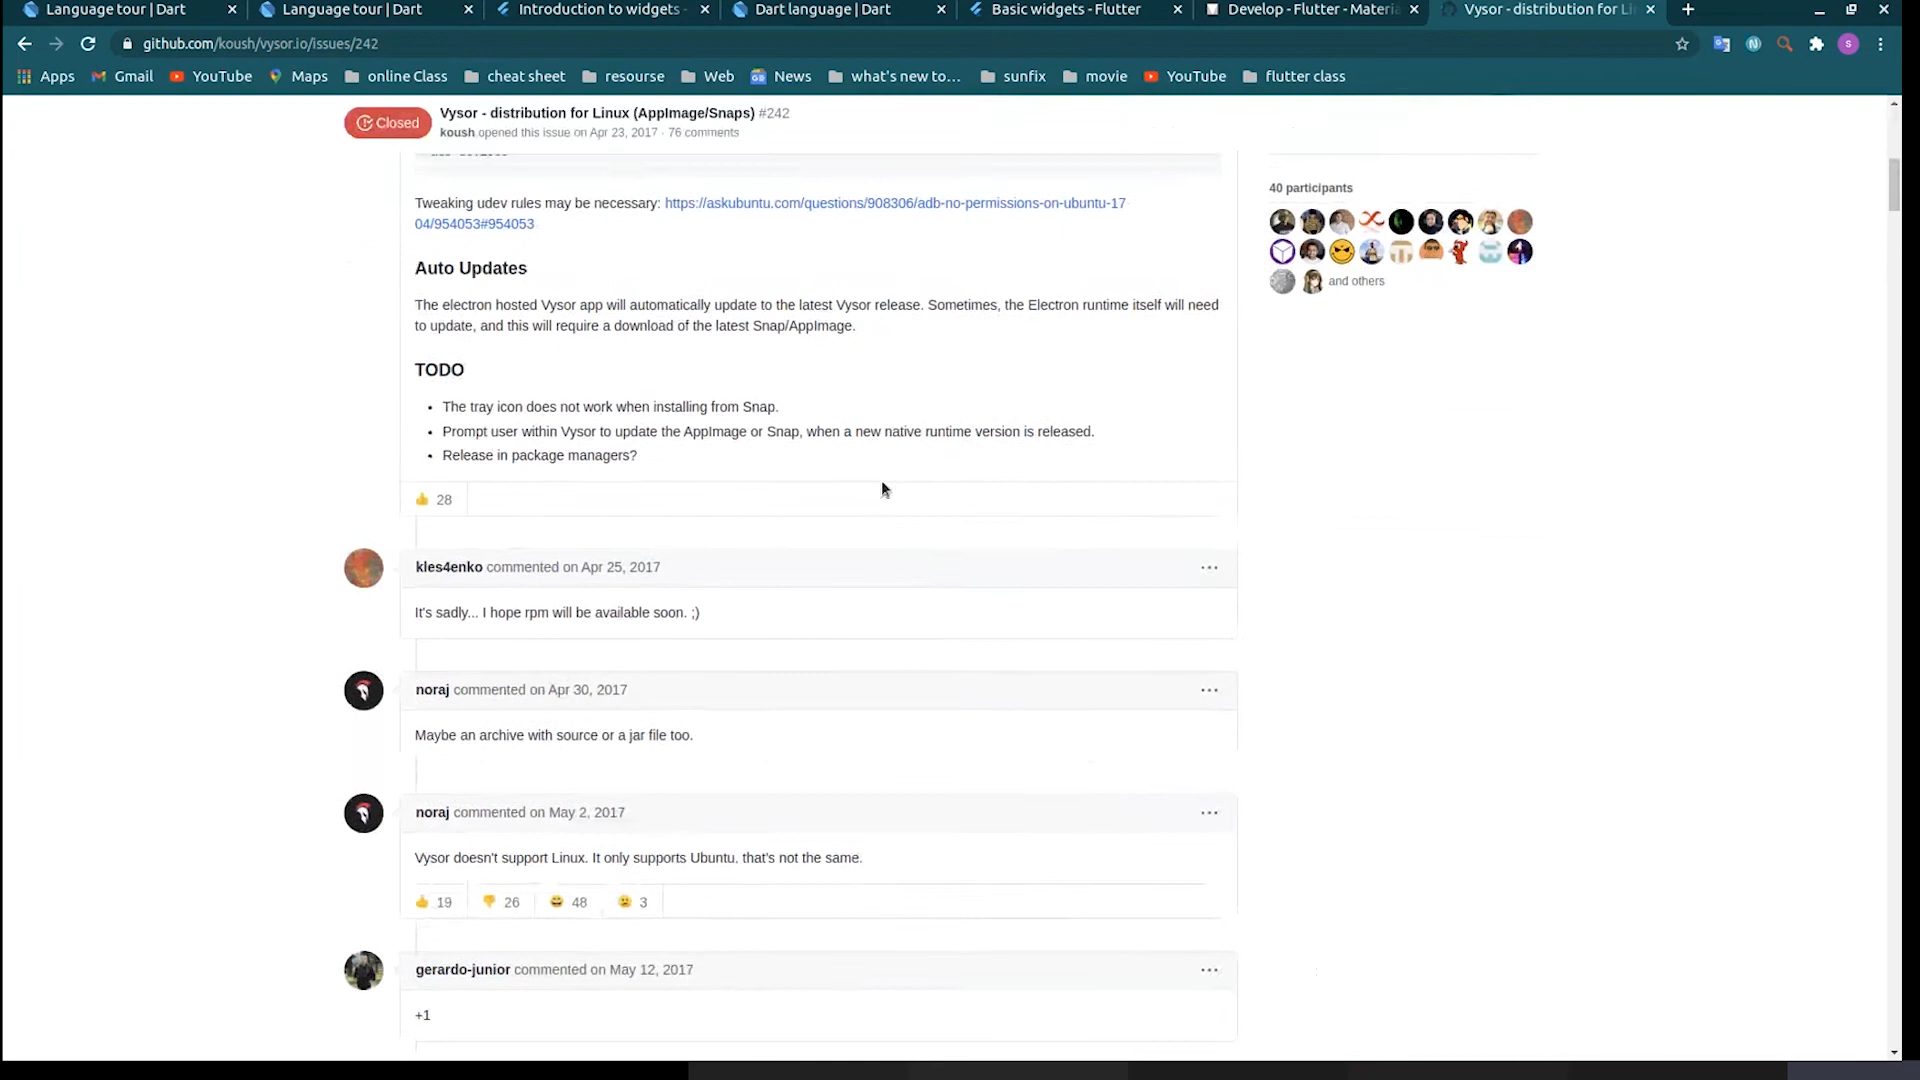 Language tour | Dart
Language tour | Dart
Introduction to widgets -
Dart language | Dart
Basic widgets - Flutter
Develop - Flutter - Materia
Vysor - distribution for Li
github.com/koush/vysor.io/issues/242
Apps
Gmail
YouTube
Maps
online Class
cheat sheet
resourse
Web
News
what's new to...
sunfix
movie
YouTube
flutter class
Closed
Vysor - distribution for Linux (AppImage/Snaps) #242
koush opened this issue on Apr 23, 2017 · 76 comments
Tweaking udev rules may be necessary: https://askubuntu.com/questions/908306/adb-no-permissions-on-ubuntu-17
04/954053#954053
40 participants
and others
Auto Updates
The electron hosted Vysor app will automatically update to the latest Vysor release. Sometimes, the Electron runtime itself will need
to update, and this will require a download of the latest Snap/AppImage.
TODO
• The tray icon does not work when installing from Snap.
• Prompt user within Vysor to update the AppImage or Snap, when a new native runtime version is released.
• Release in package managers?
👍 28
kles4enko commented on Apr 25, 2017
It's sadly... I hope rpm will be available soon. ;)
noraj commented on Apr 30, 2017
Maybe an archive with source or a jar file too.
noraj commented on May 2, 2017
Vysor doesn't support Linux. It only supports Ubuntu, that's not the same.
👍 19 👎 26 😄 48 😕 3
gerardo-junior commented on May 12, 2017
+1